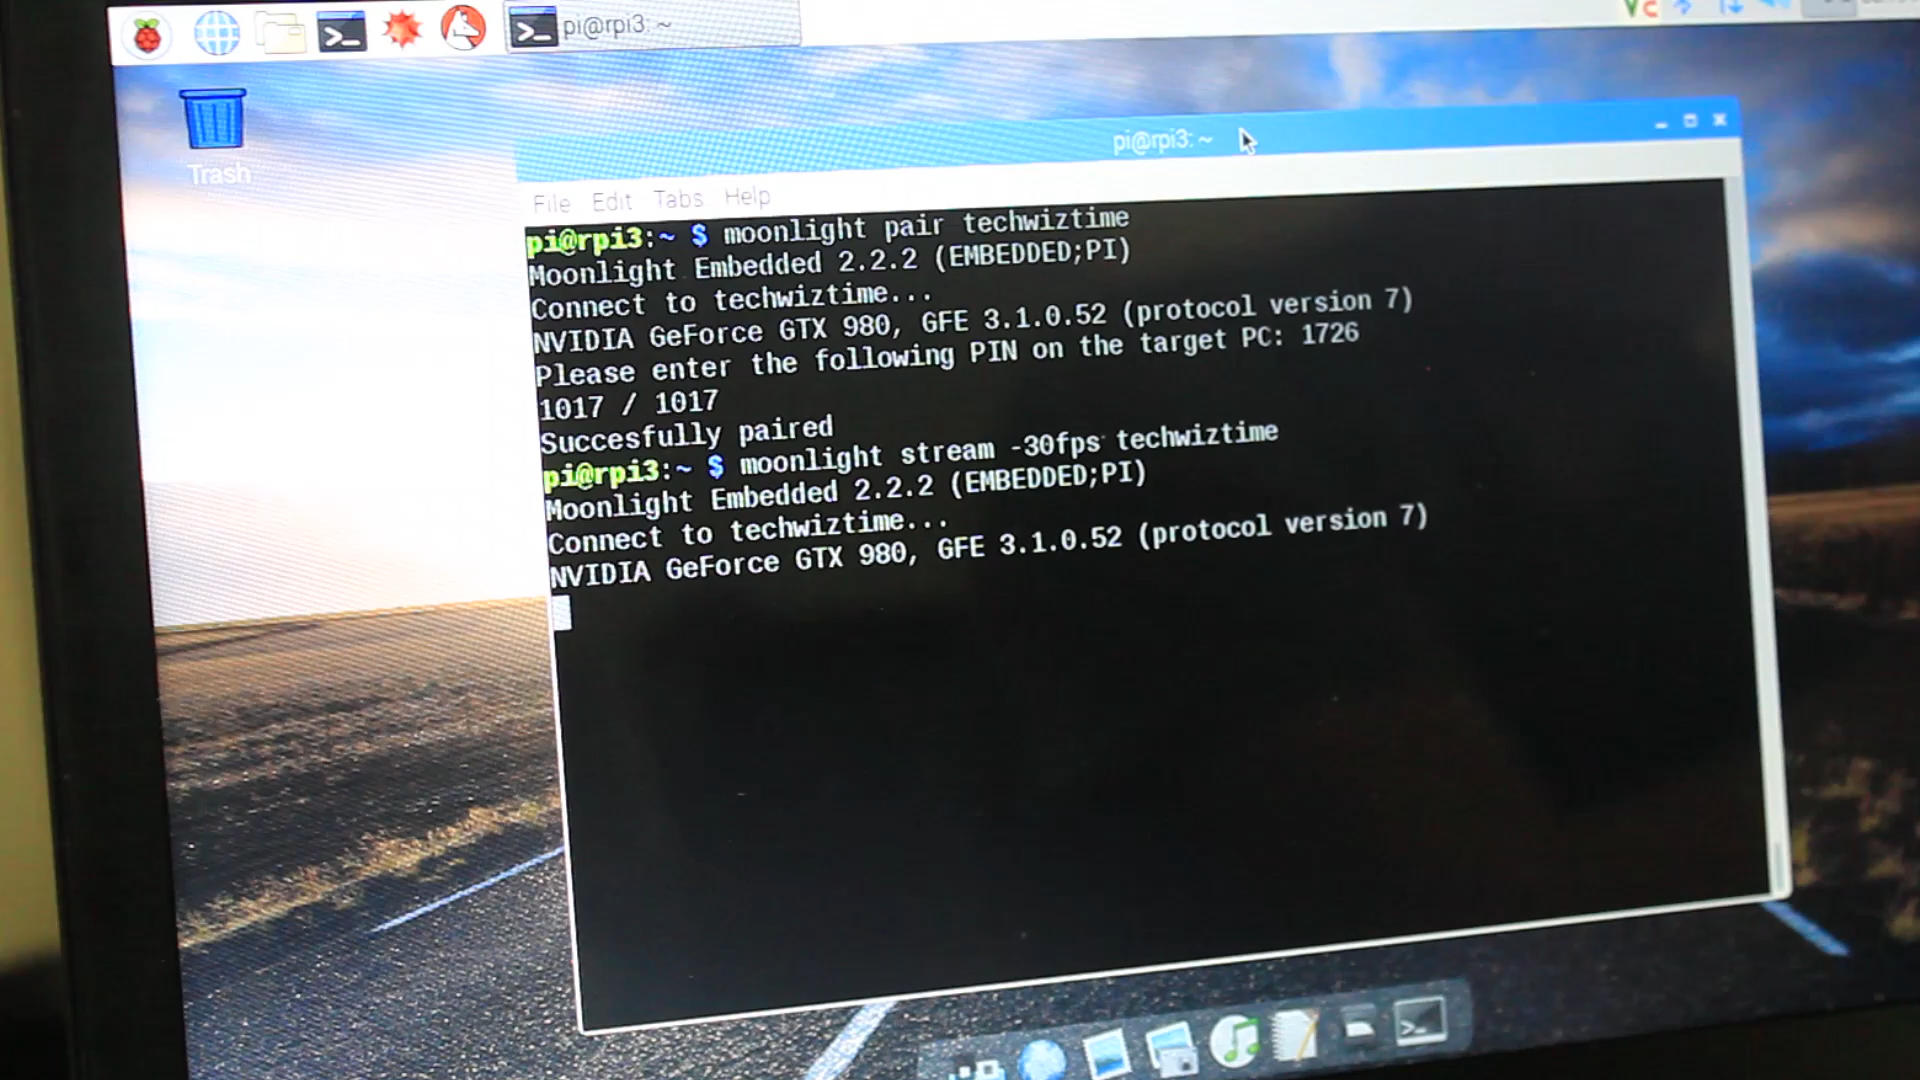 pi@rpi3: ~
Trash
pi@rpi3: ~
File Edit Tabs Help
pi@rpi3:~ $ moonlight pair techwiztime
Moonlight Embedded 2.2.2 (EMBEDDED;PI)
Connect to techwiztime...
NVIDIA GeForce GTX 980, GFE 3.1.0.52 (protocol version 7)
Please enter the following PIN on the target PC: 1726
1017 / 1017
Succesfully paired
pi@rpi3:~ $ moonlight stream -30fps techwiztime
Moonlight Embedded 2.2.2 (EMBEDDED;PI)
Connect to techwiztime...
NVIDIA GeForce GTX 980, GFE 3.1.0.52 (protocol version 7)